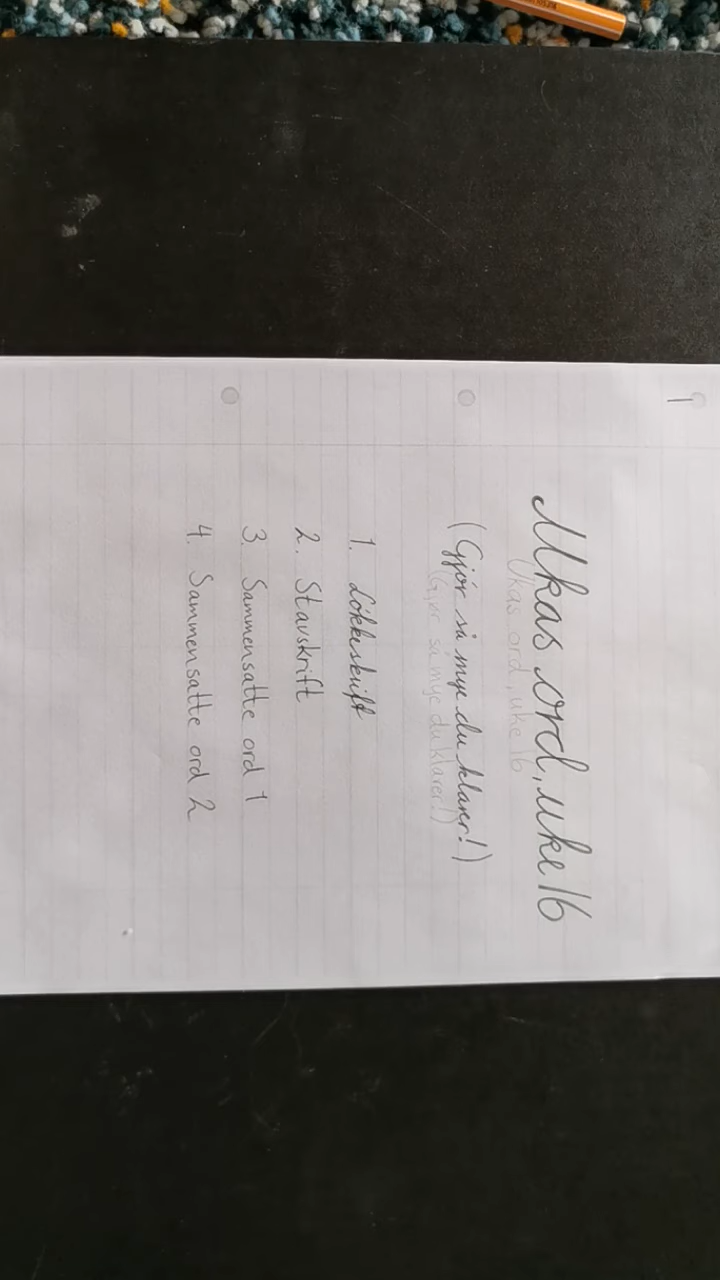 1
Ukas ord, uke 16
Ukas ord, uke 16
(Gjør så mye du klarer!)
(Gjør så mye du klarer!)
1. Løkkeskrift
2. Stavskrift
3. Sammensatte ord 1
4. Sammensatte ord 2